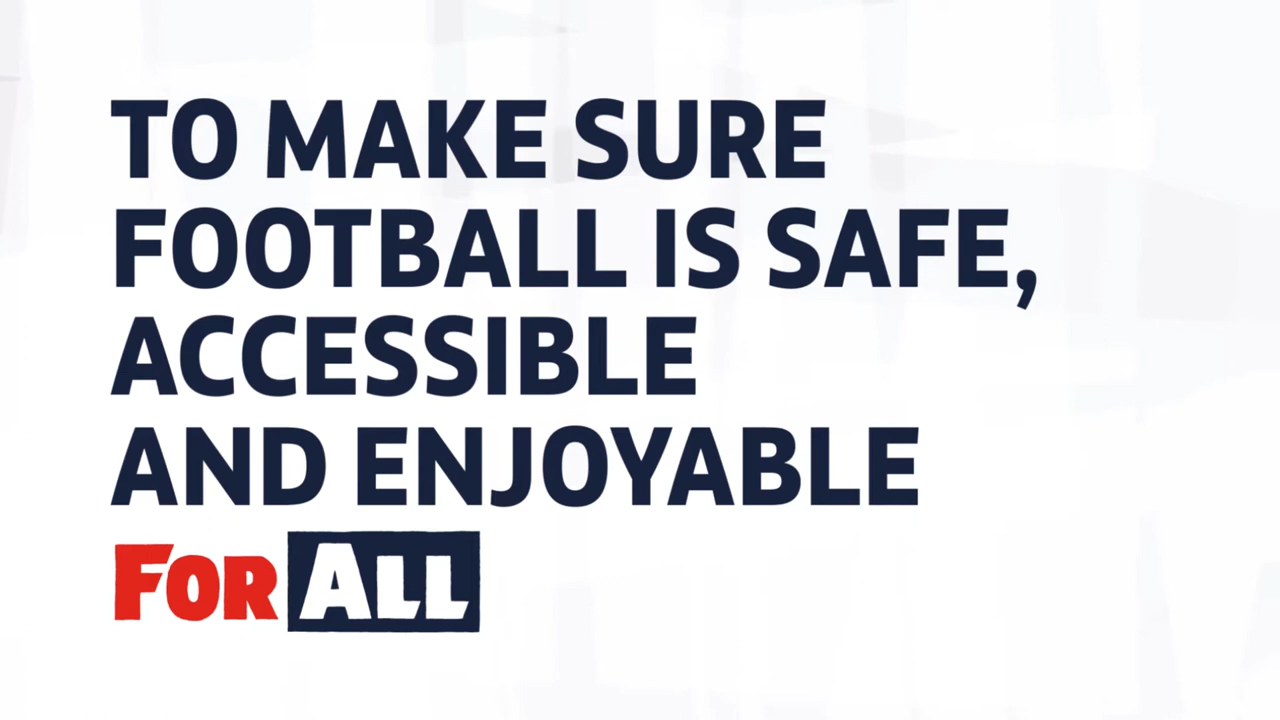 TO MAKE SURE
FOOTBALL IS SAFE,
ACCESSIBLE
AND ENJOYABLE
FOR ALL